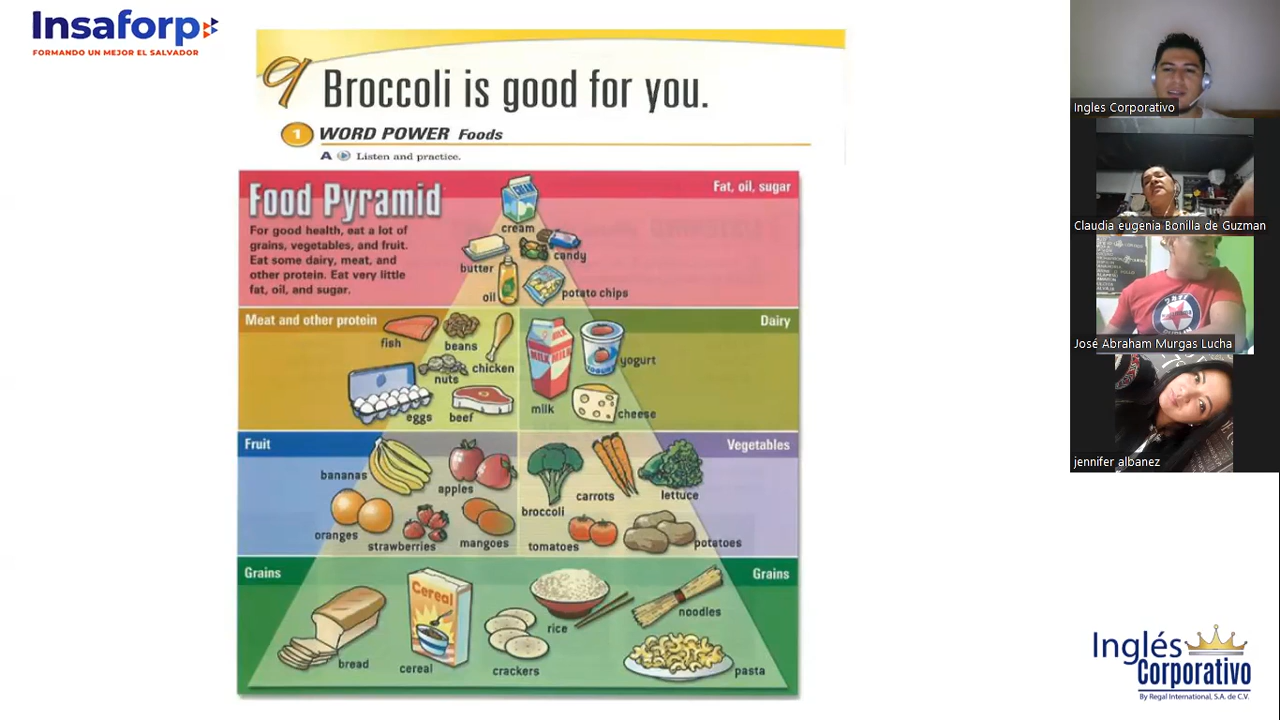 Insaforp
FORMANDO UN MEJOR EL SALVADOR
9 Broccoli is good for you.
1 WORD POWER Foods
A Listen and practice.
Food Pyramid
For good health, eat a lot of
grains, vegetables, and fruit.
Eat some dairy, meat, and
other protein. Eat very little
fat, oil, and sugar.
Fat, oil, sugar
CREAM
cream
butter
candy
oil
potato chips
Meat and other protein
Dairy
fish
beans
chicken
nuts
eggs
beef
MILK MILK
milk
yogurt
cheese
Fruit
Vegetables
bananas
apples
oranges
strawberries
mangoes
broccoli
carrots
lettuce
tomatoes
potatoes
Grains
Grains
bread
Cereal
cereal
crackers
rice
noodles
pasta
Ingles Corporativo
Claudia eugenia Bonilla de Guzman
José Abraham Murgas Lucha
jennifer albanez
Inglés
Corporativo
By Regal International, S.A. de C.V.